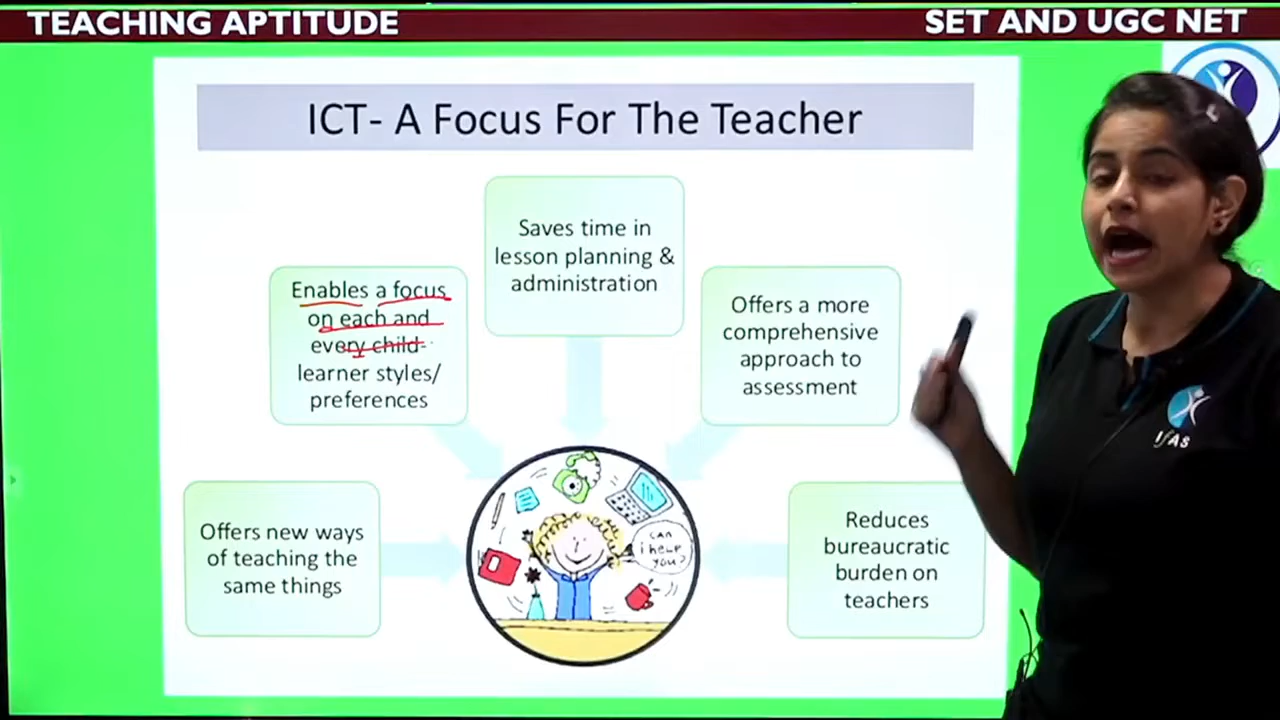 TEACHING APTITUDE
SET AND UGC NET
ICT- A Focus For The Teacher
Saves time in
lesson planning &
administration
Enables a focus
on each and
every child-
learner styles/
preferences
Offers a more
comprehensive
approach to
assessment
Offers new ways
of teaching the
same things
CAN
i help
you?
Reduces
bureaucratic
burden on
teachers
IfAS